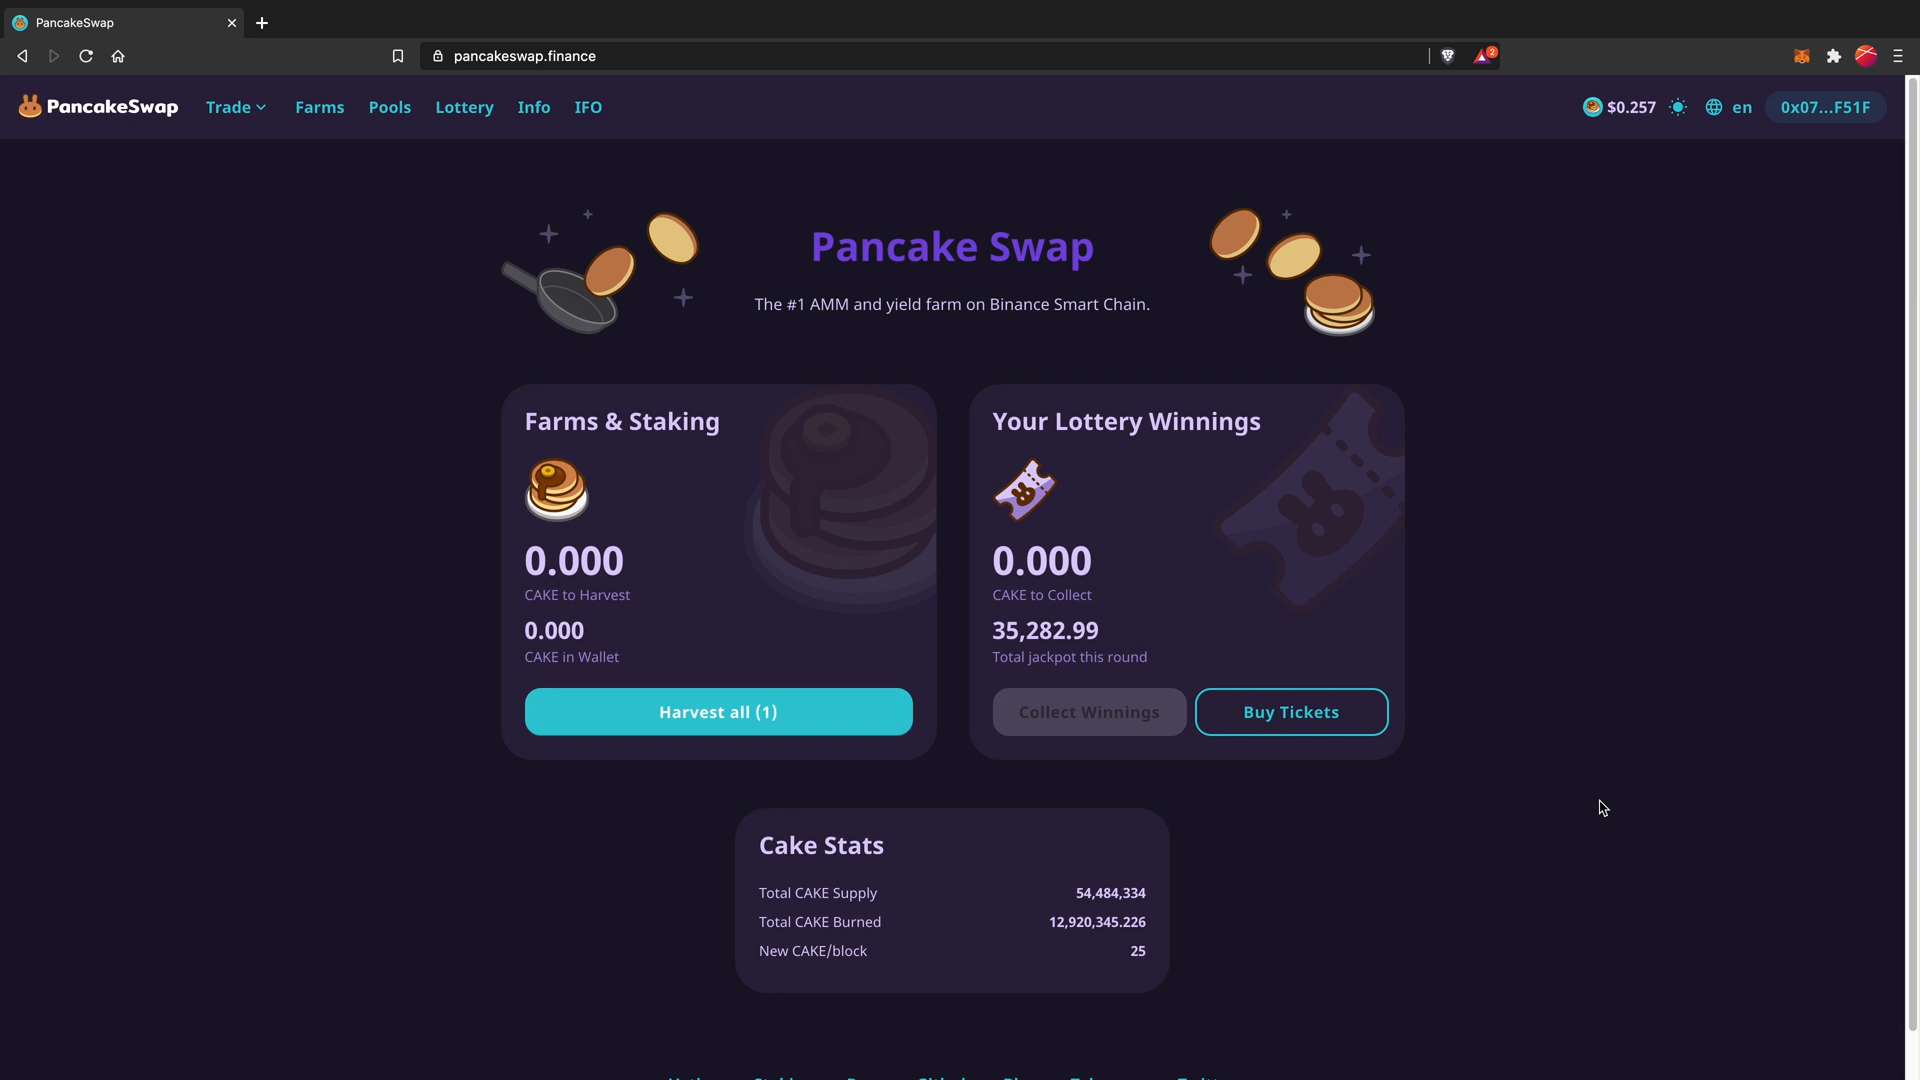 PancakeSwap
pancakeswap.finance
2
PancakeSwap
Trade
Farms
Pools
Lottery
Info
IFO
$0.257
en
0x07...F51F
Pancake Swap
The #1 AMM and yield farm on Binance Smart Chain.
Farms & Staking
0.000
CAKE to Harvest
0.000
CAKE in Wallet
Harvest all (1)
Your Lottery Winnings
0.000
CAKE to Collect
35,282.99
Total jackpot this round
Collect Winnings
Buy Tickets
Cake Stats
Total CAKE Supply 54,484,334
Total CAKE Burned 12,920,345.226
New CAKE/block 25